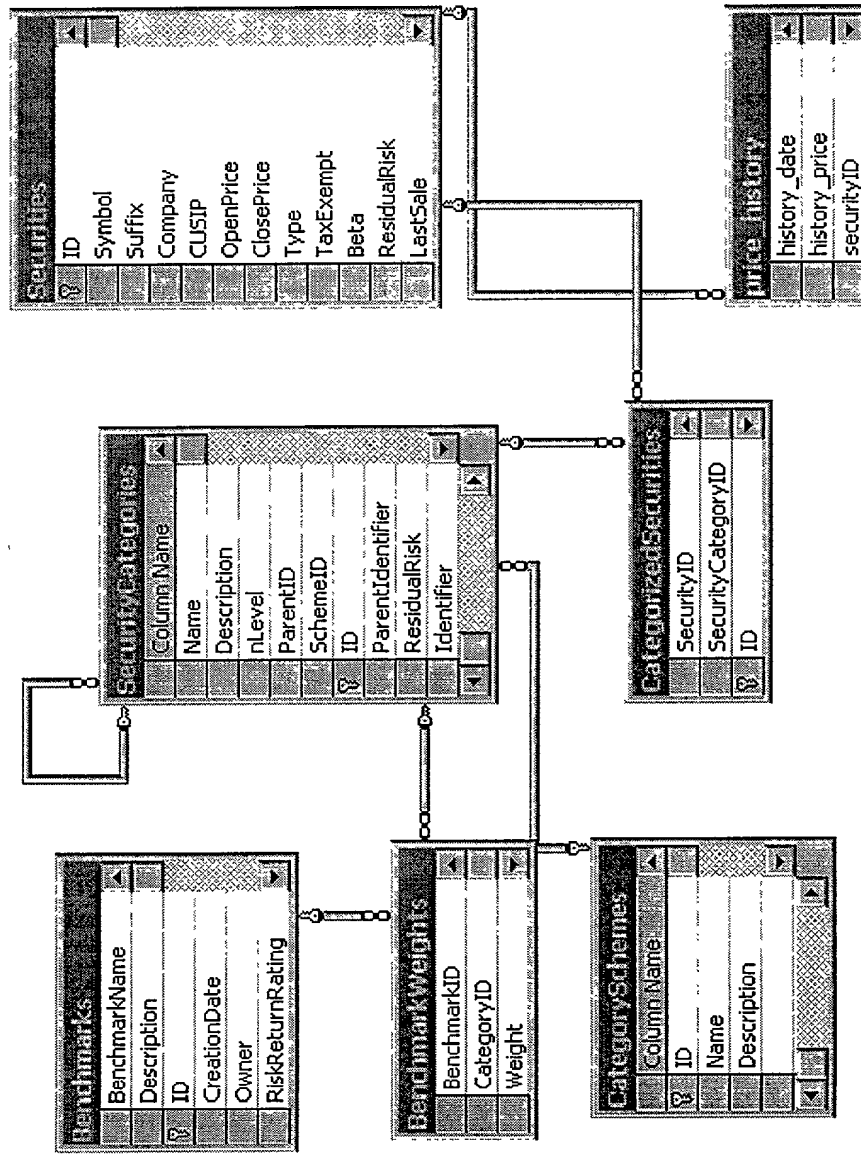 Benchmarks
BenchmarkName
Description
ID
CreationDate
Owner
RiskReturnRating
BenchmarkWeights
BenchmarkID
CategoryID
Weight
CategorySchemes
Column Name
ID
Name
Description
SecurityCategories
Column Name
Name
Description
nLevel
ParentID
SchemeID
ID
ParentIdentifier
ResidualRisk
Identifier
CategorizedSecurities
SecurityID
SecurityCategoryID
ID
Securities
ID
Symbol
Suffix
Company
CUSIP
OpenPrice
ClosePrice
Type
TaxExempt
Beta
ResidualRisk
LastSale
price_history
history_date
history_price
securityID